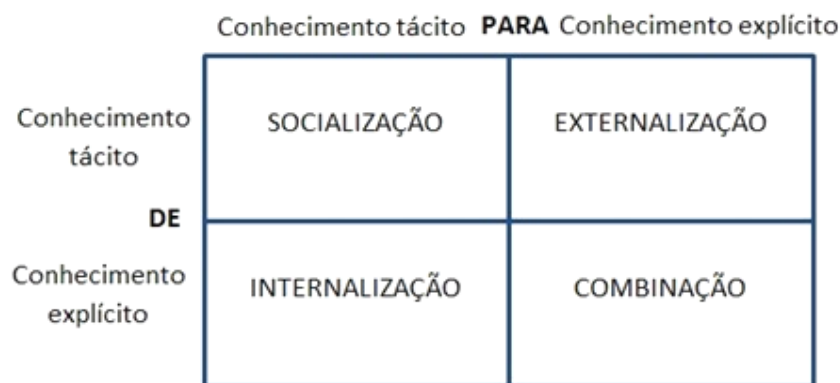 Conhecimento tácito PARA Conhecimento explícito
Conhecimento
tácito
SOCIALIZAÇÃO
EXTERNALIZAÇÃO
DE
Conhecimento
explícito
INTERNALIZAÇÃO
COMBINAÇÃO